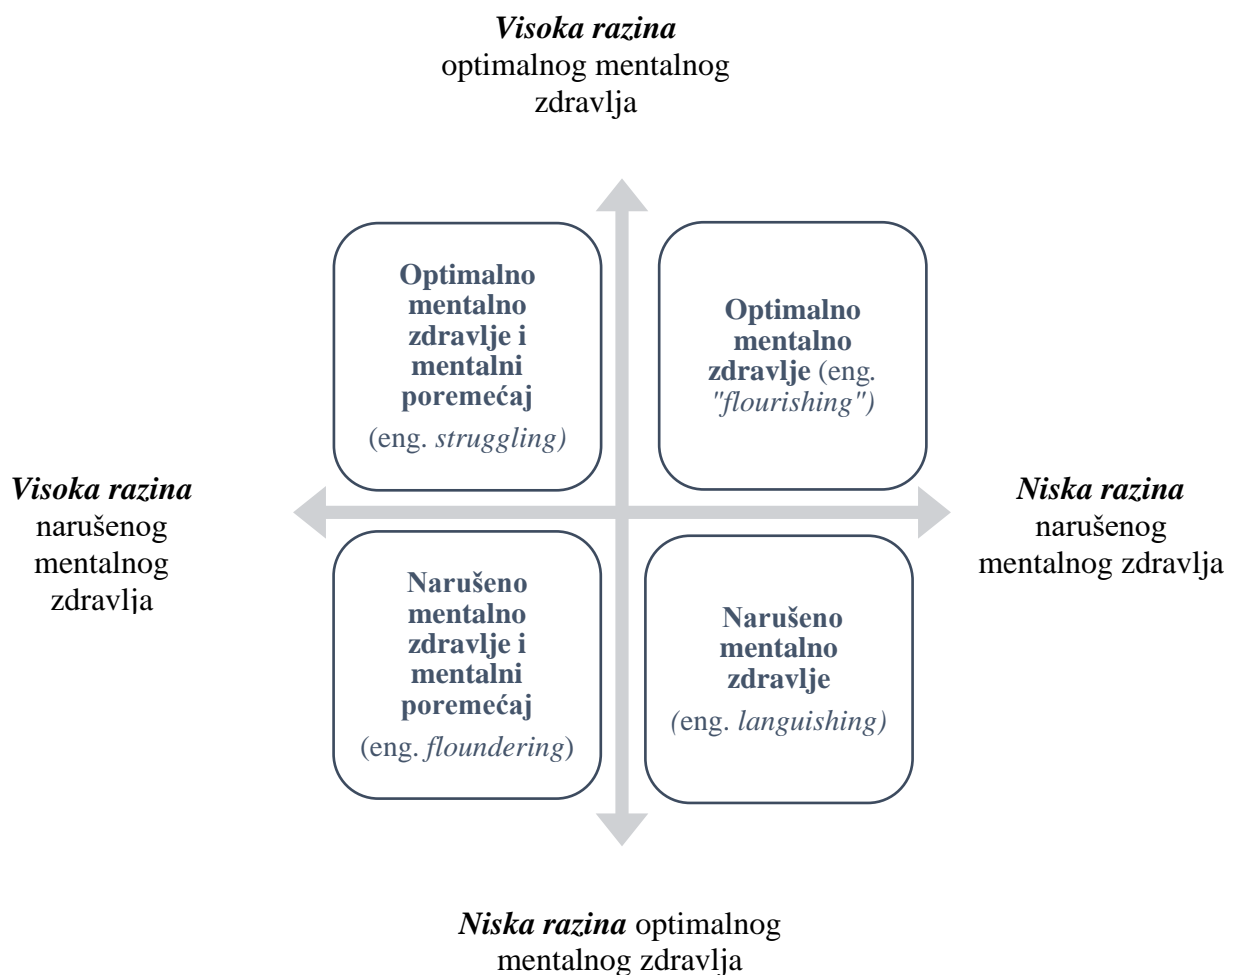 Visoka razina
optimalnog mentalnog
zdravlja
Optimalno
mentalno
zdravlje i
mentalni
poremećaj
(eng. struggling)
Optimalno
mentalno
zdravlje (eng.
"flourishing")
Visoka razina
narušenog
mentalnog
zdravlja
Niska razina
narušenog
mentalnog zdravlja
Narušeno
mentalno
zdravlje i
mentalni
poremećaj
(eng. floundering)
Narušeno
mentalno
zdravlje
(eng. languishing)
Niska razina optimalnog
mentalnog zdravlja